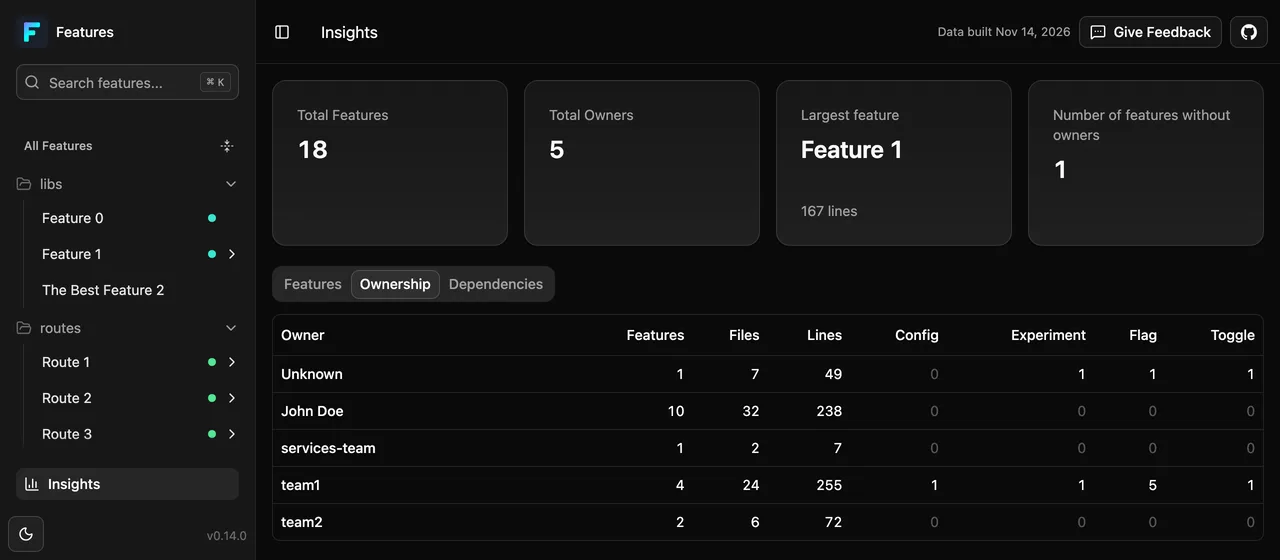 Features
Search features...
⌘ K
All Features
libs
Feature 0
Feature 1
The Best Feature 2
routes
Route 1
Route 2
Route 3
Insights
v0.14.0
Insights
Data built Nov 14, 2026
Give Feedback
Total Features
18
Total Owners
5
Largest feature
Feature 1
167 lines
Number of features without
owners
1
Features Ownership Dependencies
Owner Features Files Lines Config Experiment Flag Toggle
Unknown 1 7 49 0 1 1 1
John Doe 10 32 238 0 0 0 0
services-team 1 2 7 0 0 0 0
team1 4 24 255 1 1 5 1
team2 2 6 72 0 0 0 0